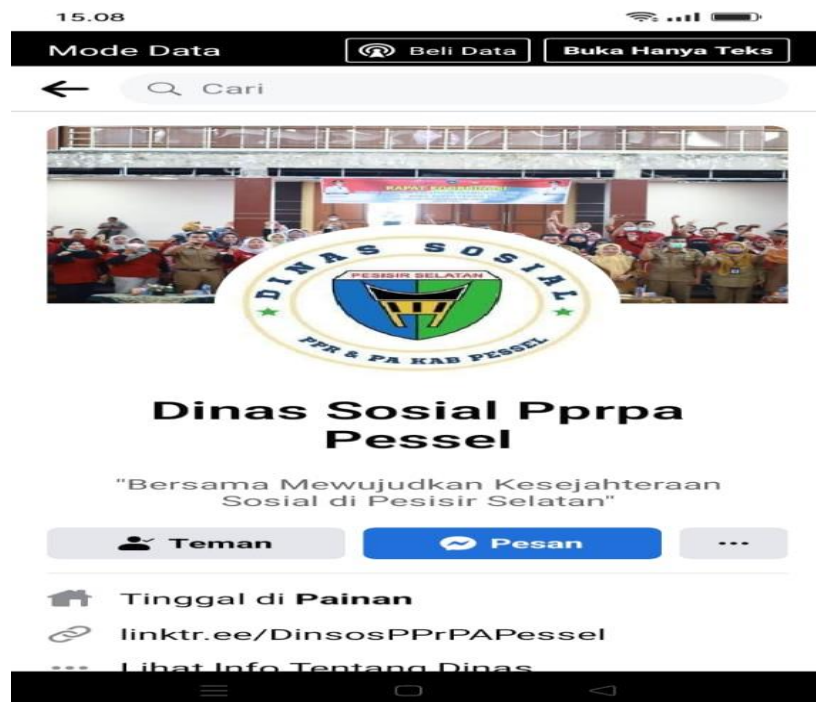 15.08
Mode Data
Beli Data
Buka Hanya Teks
Cari
RAPAT KOORDINASI
DINAS SOSIAL
PESISIR SELATAN
PPR & PA KAB PESSEL
Dinas Sosial Pprpa
Pessel
"Bersama Mewujudkan Kesejahteraan
Sosial di Pesisir Selatan"
Teman
Pesan
Tinggal di Painan
linktr.ee/DinsosPPrPAPessel
Lihat Info Tentang Dinas